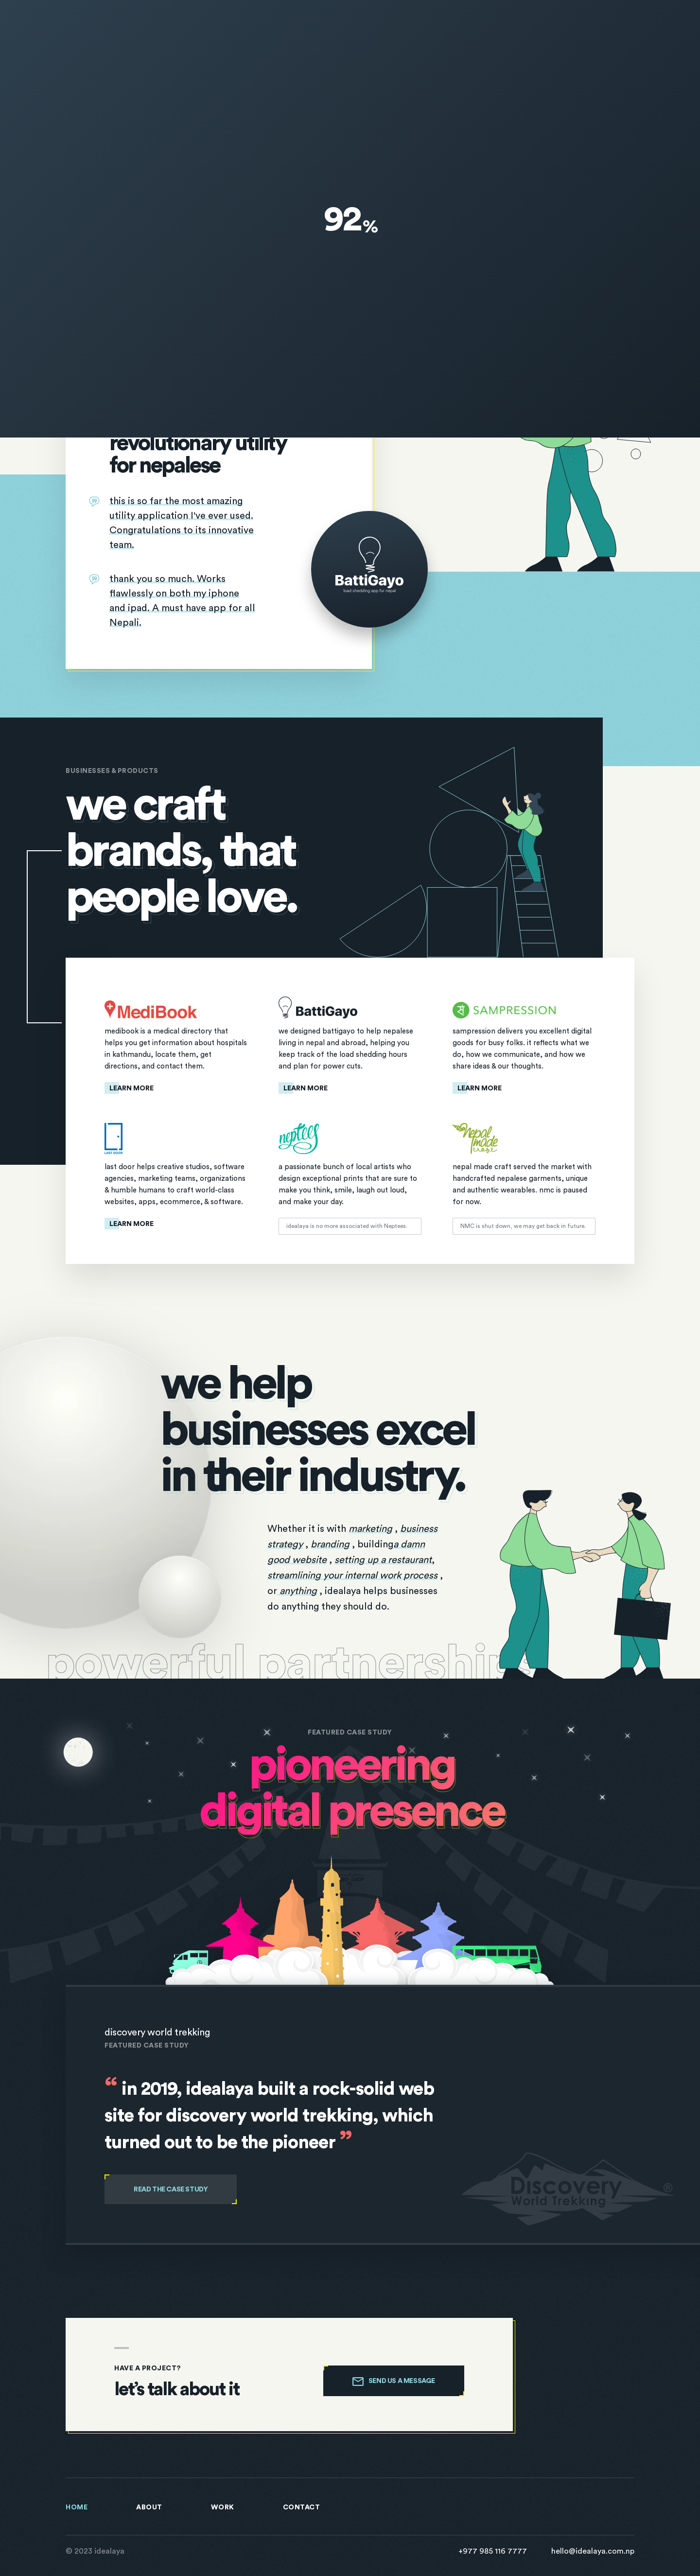 92%
revolutionary utility
for nepalese
this is so far the most amazing
utility application I've ever used.
Congratulations to its innovative
team.
thank you so much. Works
flawlessly on both my iphone
and ipad. A must have app for all
Nepali.
BattiGayo
load shedding app for nepal
BUSINESSES & PRODUCTS
we craft
brands, that
people love.
MediBook
medibook is a medical directory that
helps you get information about hospitals
in kathmandu, locate them, get
directions, and contact them.
LEARN MORE
BattiGayo
we designed battigayo to help nepalese
living in nepal and abroad, helping you
keep track of the load shedding hours
and plan for power cuts.
LEARN MORE
SAMPRESSION
sampression delivers you excellent digital
goods for busy folks. it reflects what we
do, how we communicate, and how we
share ideas & our thoughts.
LEARN MORE
LAST DOOR
last door helps creative studios, software
agencies, marketing teams, organizations
& humble humans to craft world-class
websites, apps, ecommerce, & software.
LEARN MORE
neptees
a passionate bunch of local artists who
design exceptional prints that are sure to
make you think, smile, laugh out loud,
and make your day.
idealaya is no more associated with Neptees.
nepal
made
craft
nepal made craft served the market with
handcrafted nepalese garments, unique
and authentic wearables. nmc is paused
for now.
NMC is shut down, we may get back in future.
we help
businesses excel
in their industry.
Whether it is with marketing , business
strategy , branding , buildinga damn
good website , setting up a restaurant,
streamlining your internal work process ,
or anything , idealaya helps businesses
do anything they should do.
powerful partnerships
FEATURED CASE STUDY
pioneering
digital presence
discovery world trekking
FEATURED CASE STUDY
“ in 2019, idealaya built a rock-solid web
site for discovery world trekking, which
turned out to be the pioneer ”
READ THE CASE STUDY
Discovery ®
World Trekking
HAVE A PROJECT?
let's talk about it
SEND US A MESSAGE
HOME ABOUT WORK CONTACT
© 2023 idealaya +977 985 116 7777 hello@idealaya.com.np